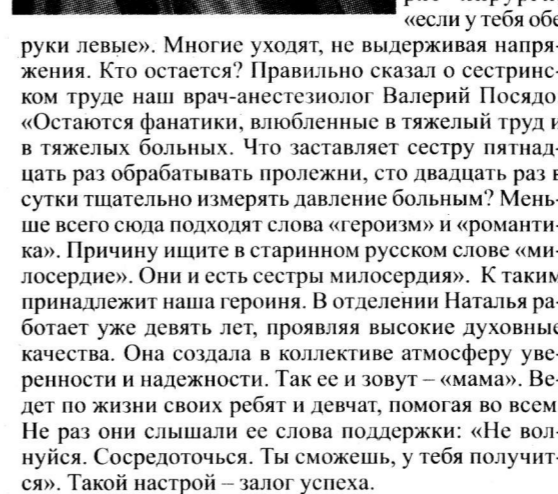 «если у тебя обе
руки левые». Многие уходят, не выдерживая напря-
жения. Кто остается? Правильно сказал о сестринс-
ком труде наш врач-анестезиолог Валерий Посядо
«Остаются фанатики, влюбленные в тяжелый труд и
в тяжелых больных. Что заставляет сестру пятнад-
цать раз обрабатывать пролежни, сто двадцать раз в
сутки тщательно измерять давление больным? Мень-
ше всего сюда подходят слова «героизм» и «романти-
ка». Причину ищите в старинном русском слове «ми-
лосердие». Они и есть сестры милосердия». К таким
принадлежит наша героиня. В отделении Наталья ра-
ботает уже девять лет, проявляя высокие духовные
качества. Она создала в коллективе атмосферу уве-
ренности и надежности. Так ее и зовут – «мама». Ве-
дет по жизни своих ребят и девчат, помогая во всем
Не раз они слышали ее слова поддержки: «Не вол-
нуйся. Сосредоточься. Ты сможешь, у тебя получит-
ся». Такой настрой – залог успеха.